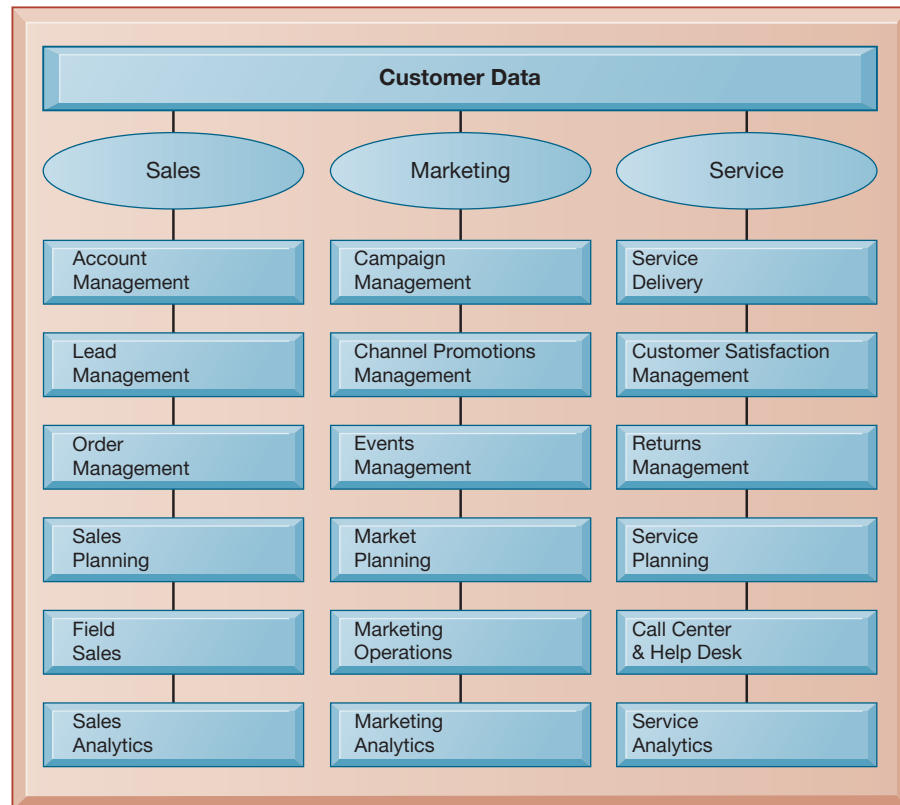 Customer Data
Sales
Marketing
Service
Account
Management
Campaign
Management
Service
Delivery
Lead
Management
Channel Promotions
Management
Customer Satisfaction
Management
Order
Management
Events
Management
Returns
Management
Sales
Planning
Market
Planning
Service
Planning
Field
Sales
Marketing
Operations
Call Center
& Help Desk
Sales
Analytics
Marketing
Analytics
Service
Analytics